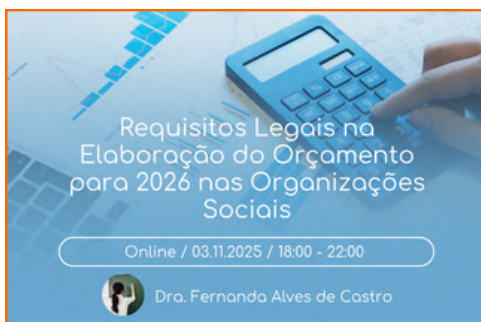 Requisitos Legais na
Elaboração do Orçamento
para 2026 nas Organizações
Sociais
Online / 03.11.2025 / 18:00 - 22:00
Dra. Fernanda Alves de Castro